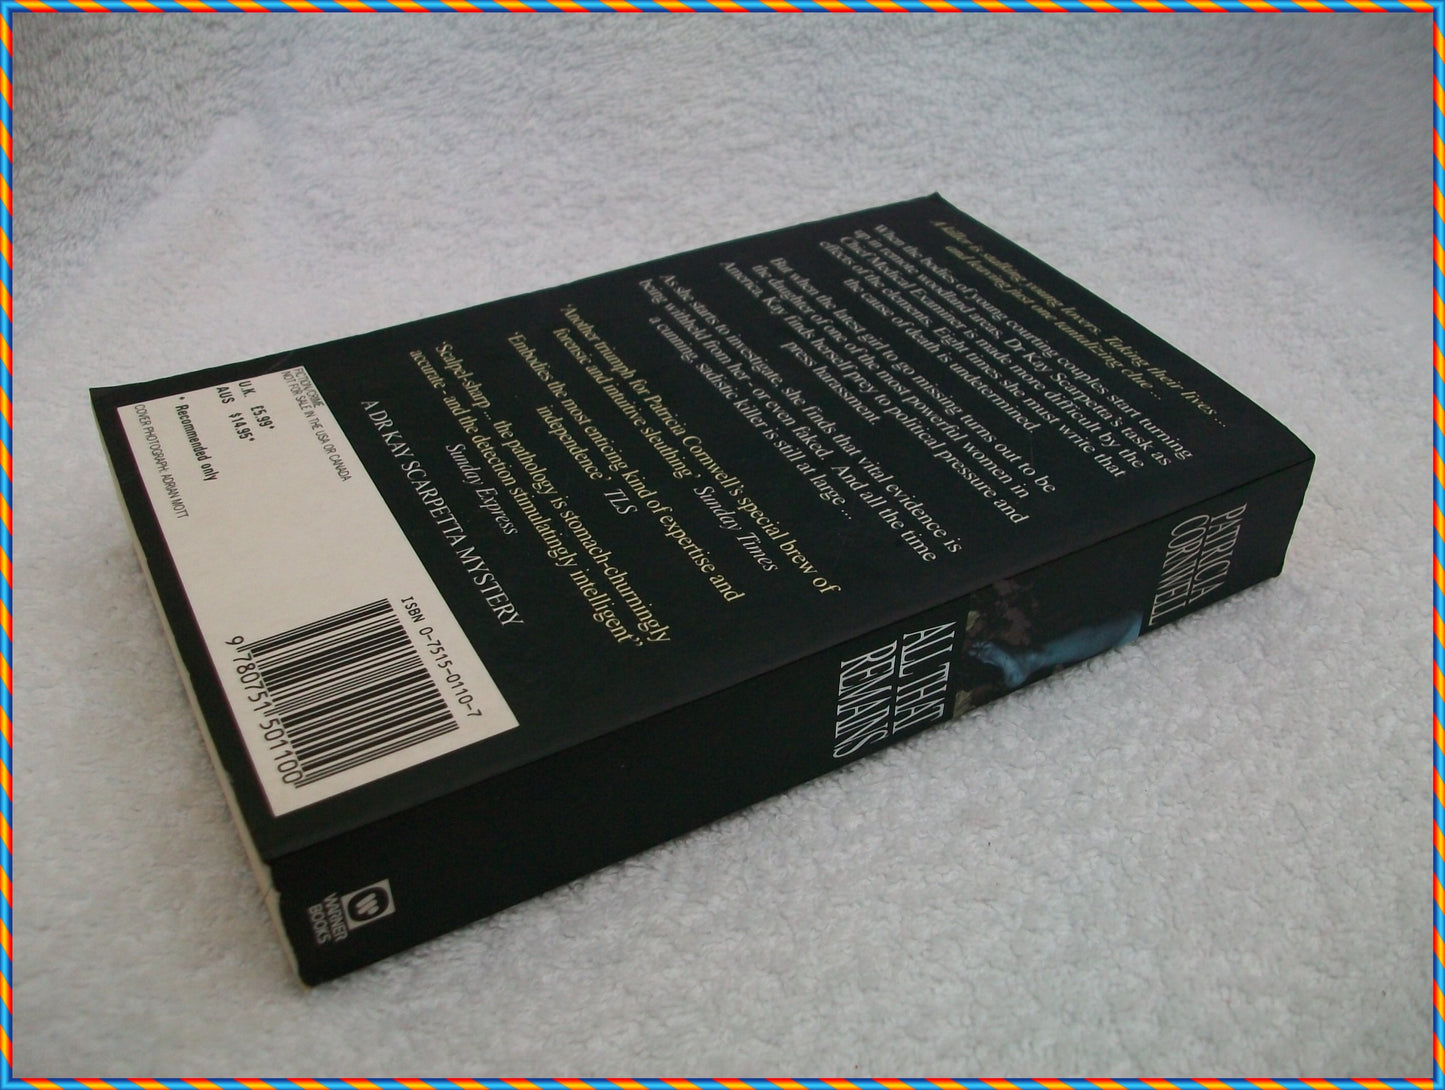 A killer is stalking young lovers. Taking their lives ...
and leaving just one tantalizing clue ...
When the bodies of young courting couples start turning
up in remote woodland areas, Dr Kay Scarpetta's task as
Chief Medical Examiner is made more difficult by the
effects of the elements. Eight times she must write that
the cause of death is undetermined.
But when the latest girl to go missing turns out to be
the daughter of one of the most powerful women in
America, Kay finds herself prey to political pressure and
press harassment.
As she starts to investigate, she finds that vital evidence is
being withheld from her – or even faked. And all the time
a cunning, sadistic killer is still at large ...
'Another triumph for Patricia Cornwell's special brew of
forensic and intuitive sleuthing' Sunday Times
'Embodies the most enticing kind of expertise and
independence' TLS
'Scalpel-sharp ... the pathology is stomach-churningly
accurate – and the detection stimulatingly intelligent''
Sunday Express
A DR KAY SCARPETTA MYSTERY
FICTION/CRIME
NOT FOR SALE IN THE USA OR CANADA
U.K. £5.99*
AUS $14.95*
* Recommended only
COVER PHOTOGRAPH: ADRIAN MOTT
ISBN 0-7515-0110-7
9 780751 501100
PATRICIA
CORNWELL
ALL THAT
REMAINS
WARNER
BOOKS